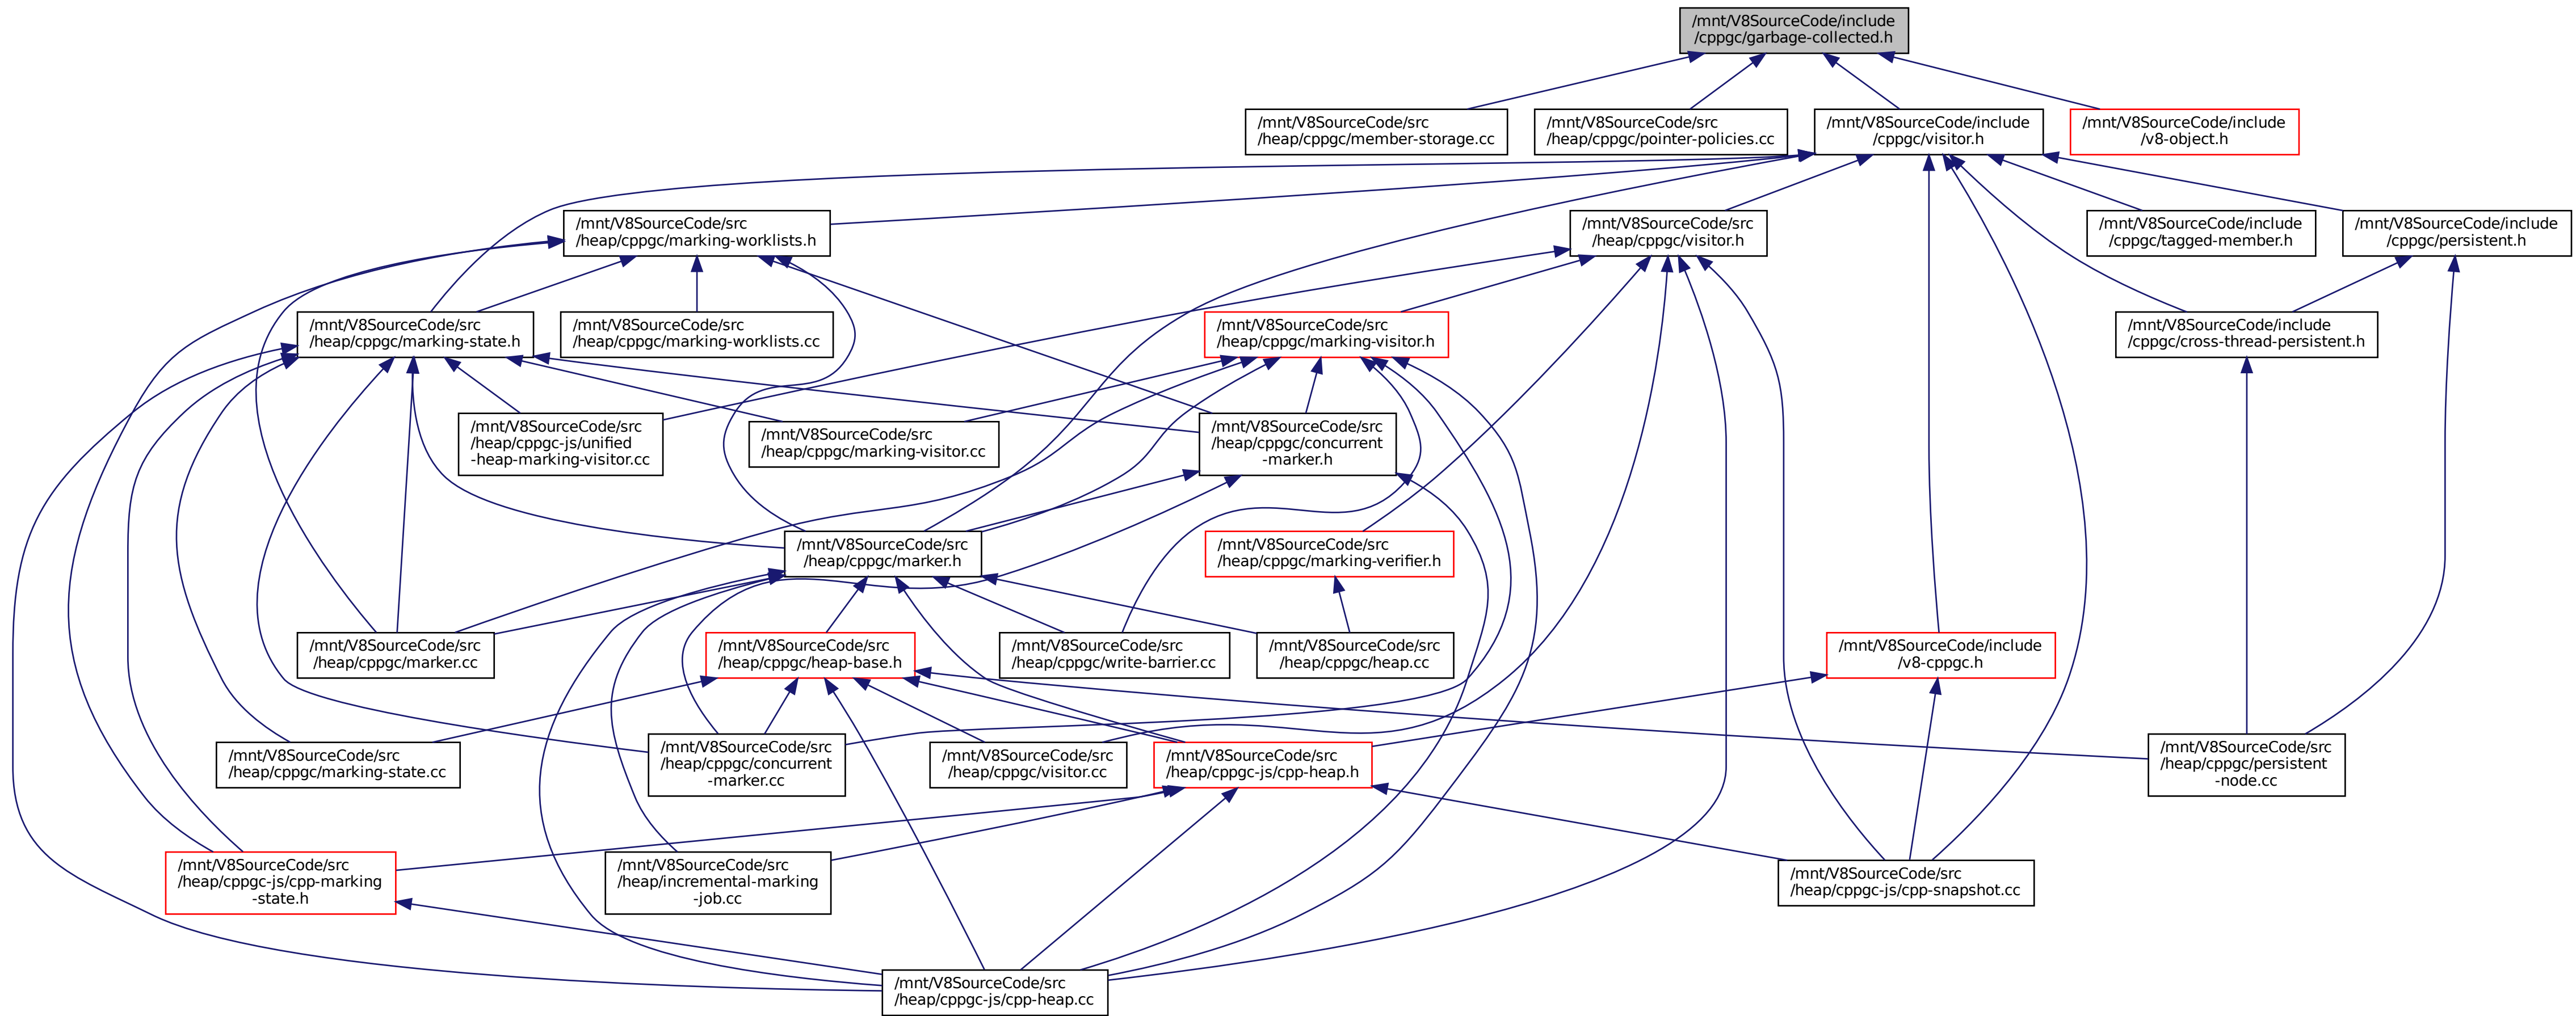 /mnt/V8SourceCode/include
/cppgc/garbage-collected.h
/mnt/V8SourceCode/src
/heap/cppgc/member-storage.cc
/mnt/V8SourceCode/src
/heap/cppgc/pointer-policies.cc
/mnt/V8SourceCode/include
/cppgc/visitor.h
/mnt/V8SourceCode/include
/v8-object.h
/mnt/V8SourceCode/src
/heap/cppgc/marking-worklists.h
/mnt/V8SourceCode/src
/heap/cppgc/visitor.h
/mnt/V8SourceCode/include
/cppgc/tagged-member.h
/mnt/V8SourceCode/include
/cppgc/persistent.h
/mnt/V8SourceCode/src
/heap/cppgc/marking-state.h
/mnt/V8SourceCode/src
/heap/cppgc/marking-worklists.cc
/mnt/V8SourceCode/src
/heap/cppgc/marking-visitor.h
/mnt/V8SourceCode/include
/cppgc/cross-thread-persistent.h
/mnt/V8SourceCode/src
/heap/cppgc-js/unified
-heap-marking-visitor.cc
/mnt/V8SourceCode/src
/heap/cppgc/marking-visitor.cc
/mnt/V8SourceCode/src
/heap/cppgc/concurrent
-marker.h
/mnt/V8SourceCode/src
/heap/cppgc/marker.h
/mnt/V8SourceCode/src
/heap/cppgc/marking-verifier.h
/mnt/V8SourceCode/src
/heap/cppgc/marker.cc
/mnt/V8SourceCode/src
/heap/cppgc/heap-base.h
/mnt/V8SourceCode/src
/heap/cppgc/write-barrier.cc
/mnt/V8SourceCode/src
/heap/cppgc/heap.cc
/mnt/V8SourceCode/include
/v8-cppgc.h
/mnt/V8SourceCode/src
/heap/cppgc/marking-state.cc
/mnt/V8SourceCode/src
/heap/cppgc/concurrent
-marker.cc
/mnt/V8SourceCode/src
/heap/cppgc/visitor.cc
/mnt/V8SourceCode/src
/heap/cppgc-js/cpp-heap.h
/mnt/V8SourceCode/src
/heap/cppgc/persistent
-node.cc
/mnt/V8SourceCode/src
/heap/cppgc-js/cpp-marking
-state.h
/mnt/V8SourceCode/src
/heap/incremental-marking
-job.cc
/mnt/V8SourceCode/src
/heap/cppgc-js/cpp-snapshot.cc
/mnt/V8SourceCode/src
/heap/cppgc-js/cpp-heap.cc